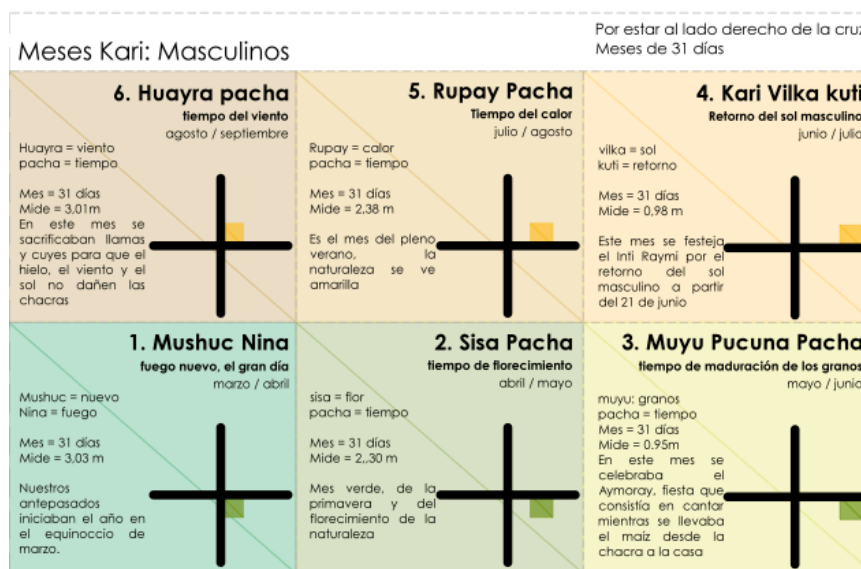 Meses Kari: Masculinos
Por estar al lado derecho de la cruz
Meses de 31 días
6. Huayra pacha
tiempo del viento
agosto / septiembre
Huayra = viento
pacha = tiempo
Mes = 31 días
Mide = 3,01m
En este mes se
sacrificaban llamas
y cuyes para que el
hielo, el viento y el
sol no dañen las
chacras
5. Rupay Pacha
Tiempo del calor
julio / agosto
Rupay = calor
pacha = tiempo
Mes = 31 días
Mide = 2,38 m
Es el mes del pleno
verano, la
naturaleza se ve
amarilla
4. Kari Vilka kuti
Retorno del sol masculino
junio / julio
vilka = sol
kuti = retorno
Mes = 31 días
Mide = 0,98 m
Este mes se festeja
el Inti Raymi por el
retorno del sol
masculino a partir
del 21 de junio
1. Mushuc Nina
fuego nuevo, el gran día
marzo / abril
Mushuc = nuevo
Nina = fuego
Mes = 31 días
Mide = 3,03 m
Nuestros
antepasados
iniciaban el año en
el equinoccio de
marzo.
2. Sisa Pacha
tiempo de florecimiento
abril / mayo
sisa = flor
pacha = tiempo
Mes = 31 días
Mide = 2,,30 m
Mes verde, de la
primavera y del
florecimiento de la
naturaleza
3. Muyu Pucuna Pacha
tiempo de maduración de los granos
mayo / junio
muyu: granos
pacha = tiempo
Mes = 31 días
Mide = 0.95m
En este mes se
celebraba el
Aymoray, fiesta que
consistía en cantar
mientras se llevaba
el maíz desde la
chacra a la casa